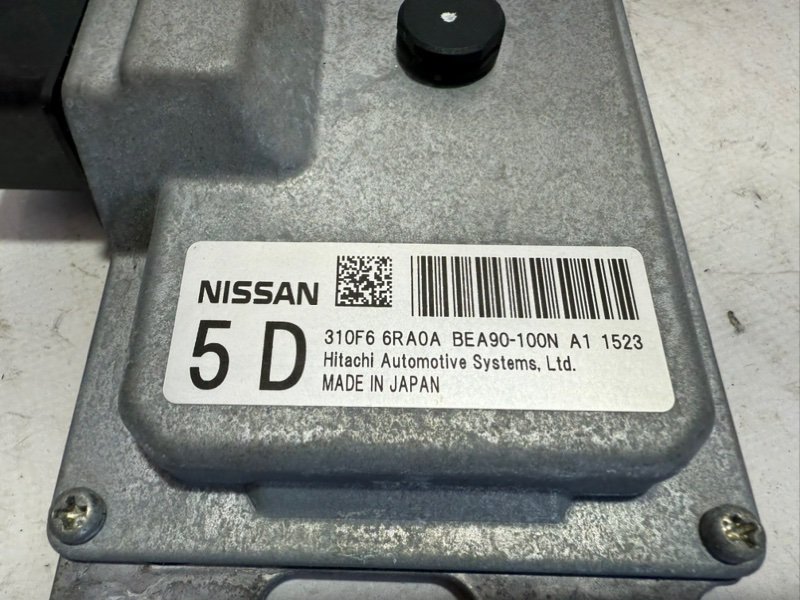 NISSAN
5 D
310F6 6RA0A BEA90-100N A1 1523
Hitachi Automotive Systems, Ltd.
MADE IN JAPAN